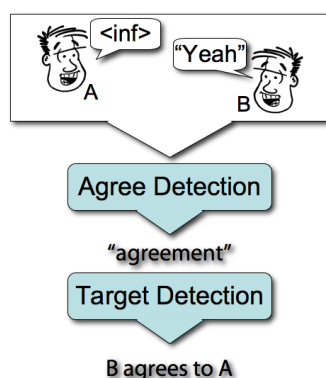 <inf>
“Yeah”
A
B
Agree Detection
“agreement”
Target Detection
B agrees to A